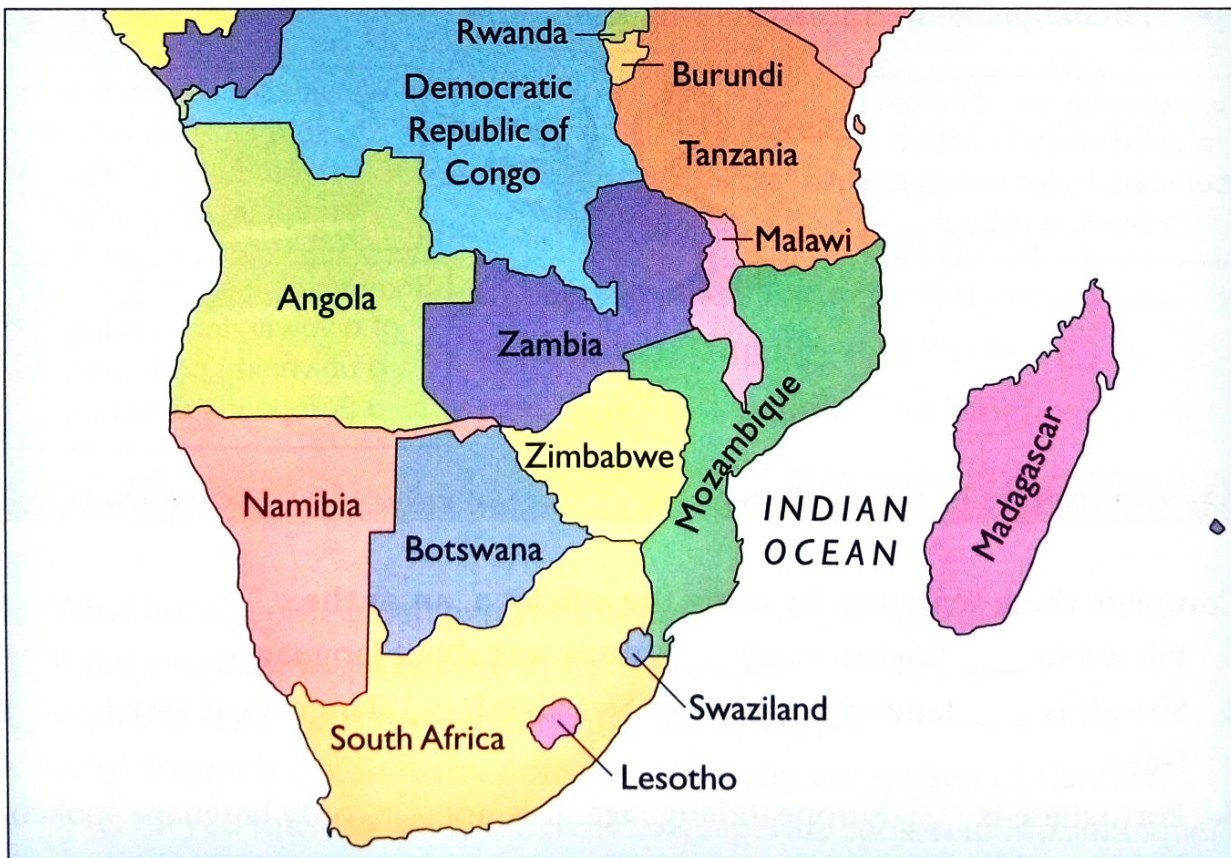 Rwanda
Burundi
Democratic
Republic of
Congo
Tanzania
Malawi
Angola
Zambia
Zimbabwe
Mozambique
Madagascar
Namibia
Botswana
INDIAN
OCEAN
Swaziland
South Africa
Lesotho